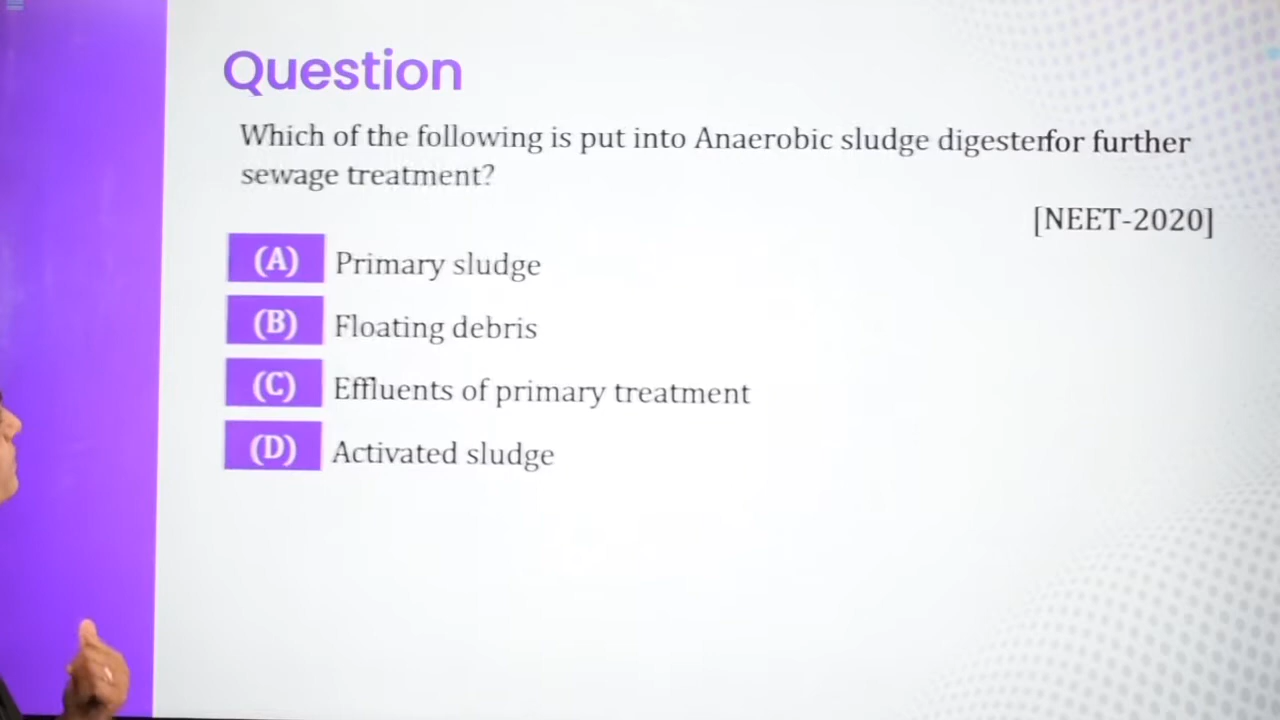 Question
Which of the following is put into Anaerobic sludge digesterfor further
sewage treatment?
[NEET-2020]
(A) Primary sludge
(B) Floating debris
(C) Effluents of primary treatment
(D) Activated sludge